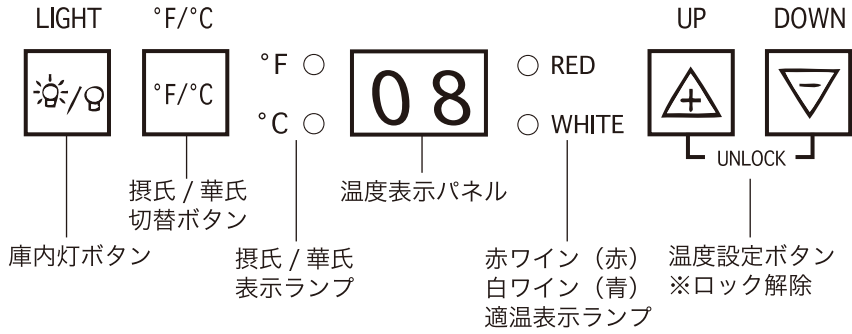 LIGHT
°F/°C
UP
DOWN
°F/°C
°F
08
RED
°C
WHITE
+
−
UNLOCK
摂氏 / 華氏
切替ボタン
温度表示パネル
庫内灯ボタン
摂氏 / 華氏
表示ランプ
赤ワイン（赤）
白ワイン（青）
適温表示ランプ
温度設定ボタン
※ロック解除